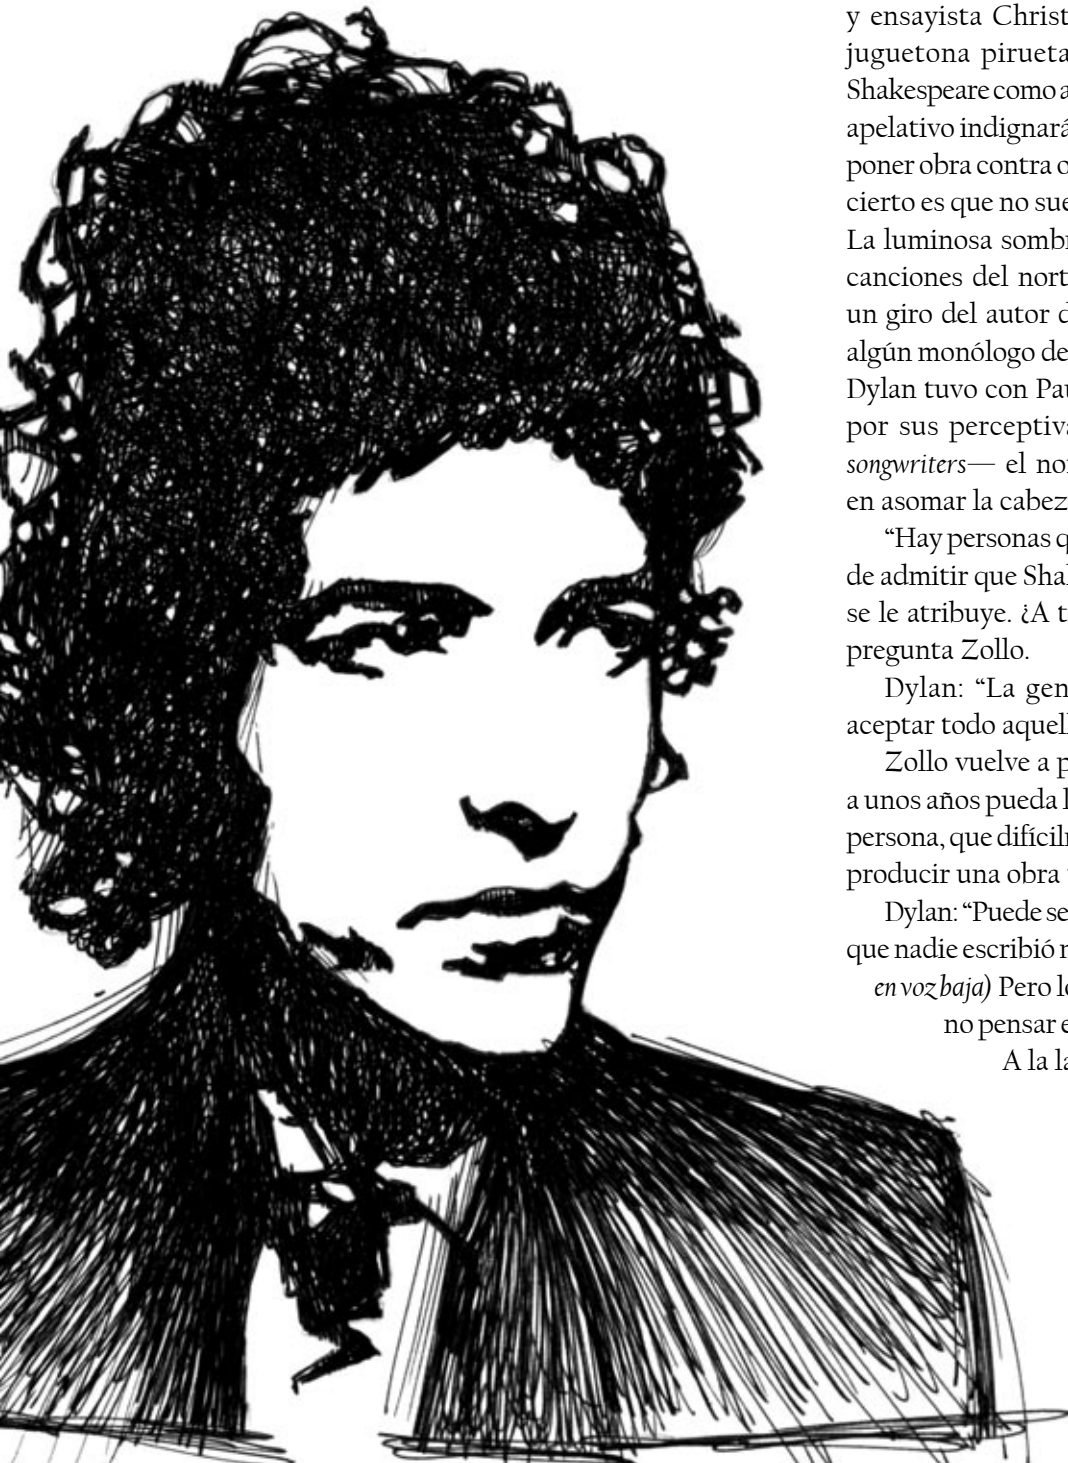 y ensayista Christ
juguetona pirueta
Shakespeare como a
apelativo indignará
poner obra contra o
cierto es que no sue
La luminosa sombr
canciones del nort
un giro del autor d
algún monólogo de
Dylan tuvo con Pau
por sus perceptiva
songwriters— el nor
en asomar la cabez
“Hay personas q
de admitir que Shak
se le atribuye. ¿A t
pregunta Zollo.
Dylan: “La gen
aceptar todo aquell
Zollo vuelve a p
a unos años pueda h
persona, que difíciln
producir una obra t
Dylan: “Puede se
que nadie escribió n
en voz baja) Pero lo
no pensar e
A la la